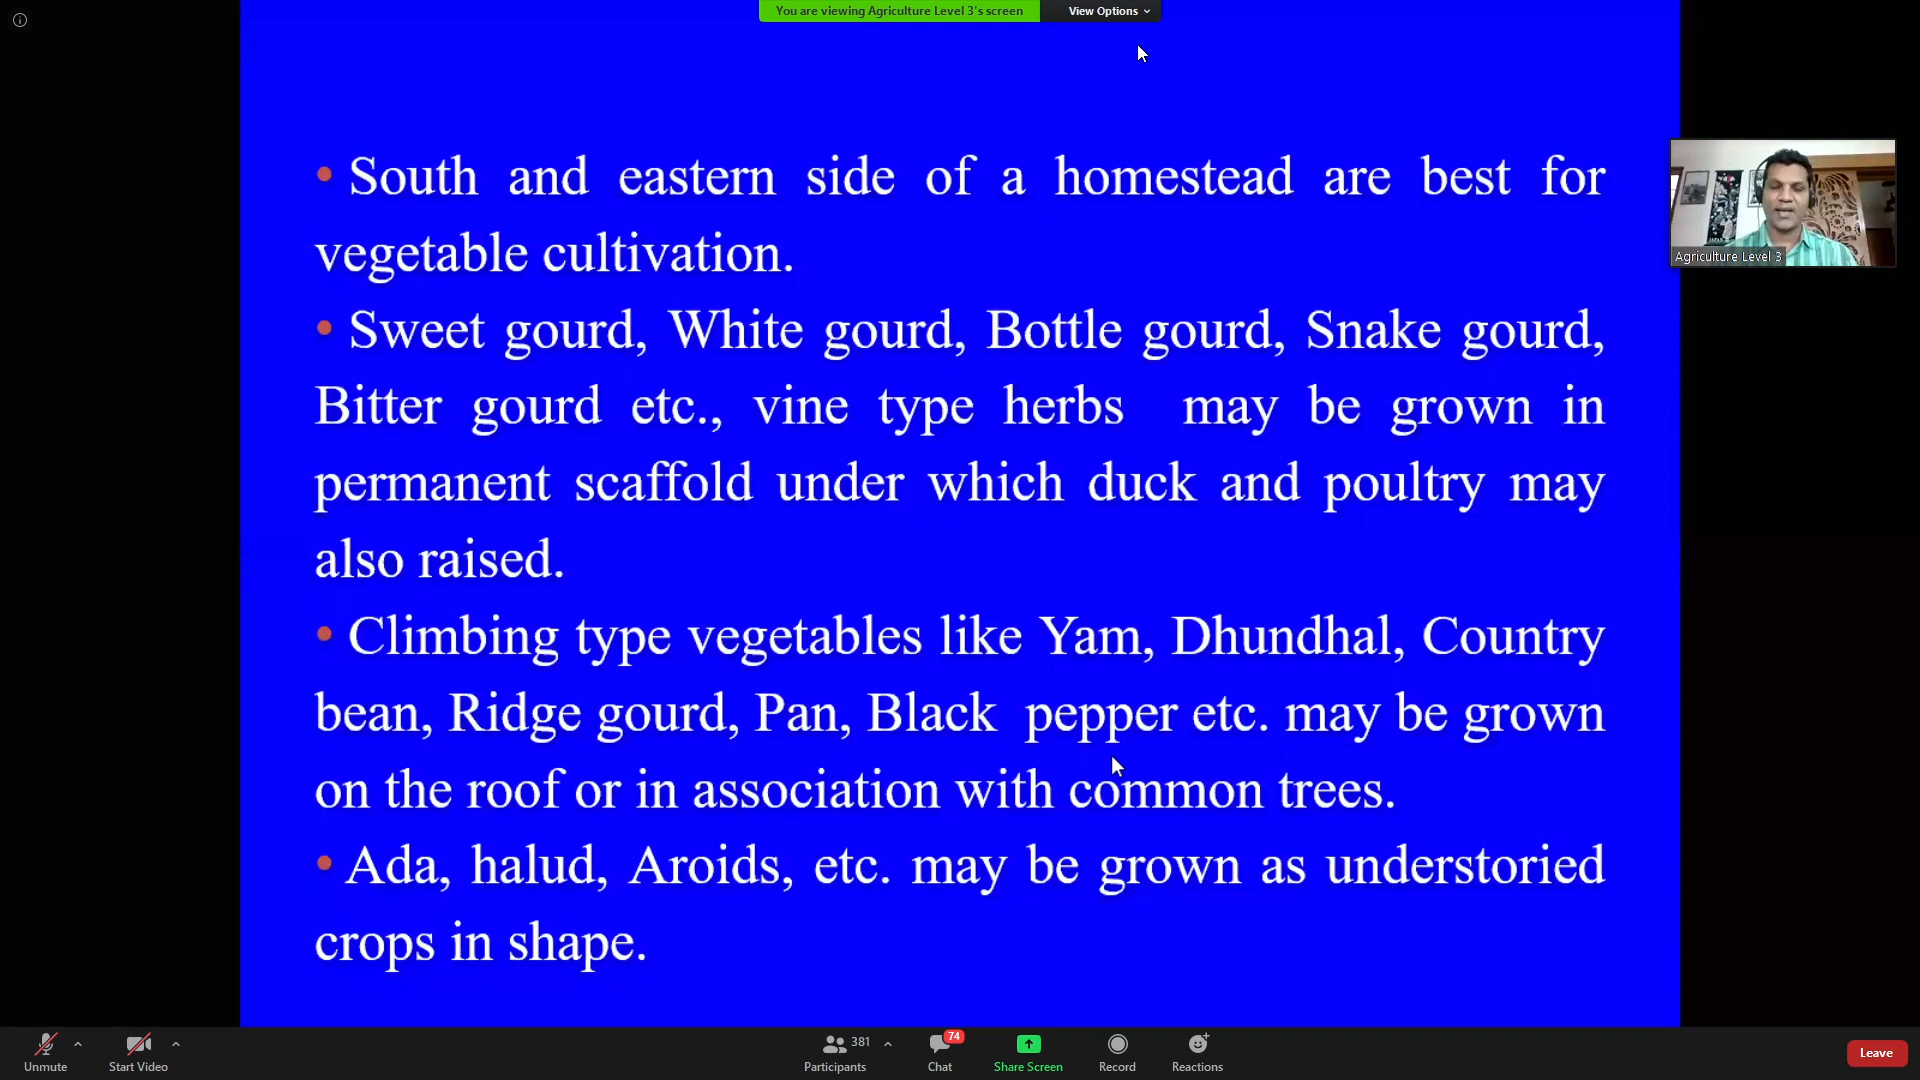 You are viewing Agriculture Level 3's screen
View Options
• South and eastern side of a homestead are best for
vegetable cultivation.
• Sweet gourd, White gourd, Bottle gourd, Snake gourd,
Bitter gourd etc., vine type herbs may be grown in
permanent scaffold under which duck and poultry may
also raised.
• Climbing type vegetables like Yam, Dhundhal, Country
bean, Ridge gourd, Pan, Black pepper etc. may be grown
on the roof or in association with common trees.
• Ada, halud, Aroids, etc. may be grown as understoried
crops in shape.
Agriculture Level 3
Unmute
Start Video
381
Participants
74
Chat
Share Screen
Record
Reactions
Leave